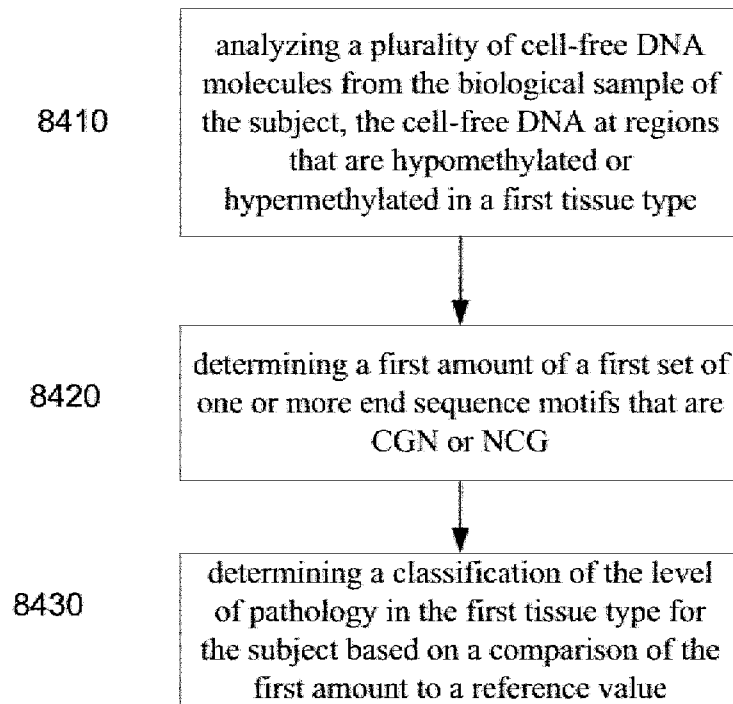 analyzing a plurality of cell-free DNA
molecules from the biological sample of
8410
the subject, the cell-free DNA at regions
that are hypomethylated or
hypermethylated in a first tissue type
determining a first amount of a first set of
8420
one or more end sequence motifs that are
CGN or NCG
determining a classification of the level
8430
of pathology in the first tissue type for
the subject based on a comparison of the
first amount to a reference value